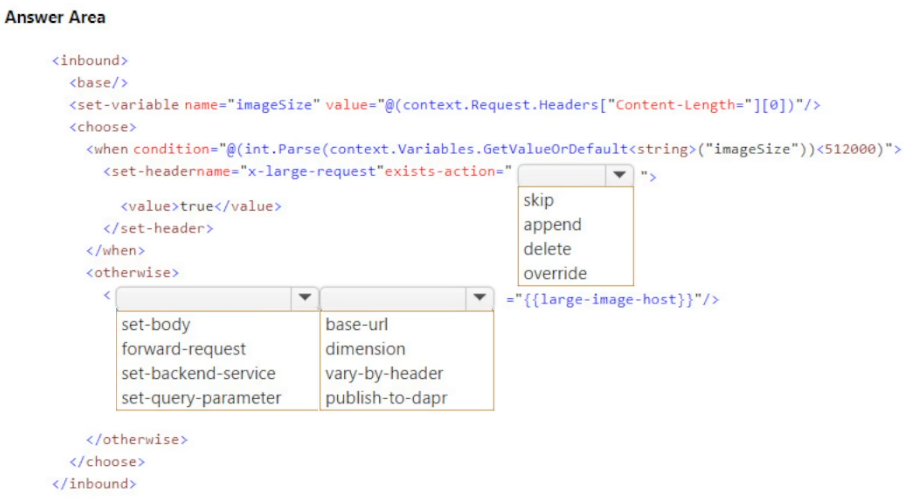 Answer Area
<inbound>
<base/>
<set-variable name="imageSize" value="@(context.Request.Headers["Content-Length="][0])"/>
<choose>
<when condition="@(int.Parse(context.Variables.GetValueOrDefault<string>("imageSize"))<512000)">
<set-headername="x-large-request"exists-action=" ">
skip
append
delete
override
<value>true</value>
</set-header>
</when>
<otherwise>
< ="{{large-image-host}}"/>
set-body base-url
forward-request dimension
set-backend-service vary-by-header
set-query-parameter publish-to-dapr
</otherwise>
</choose>
</inbound>